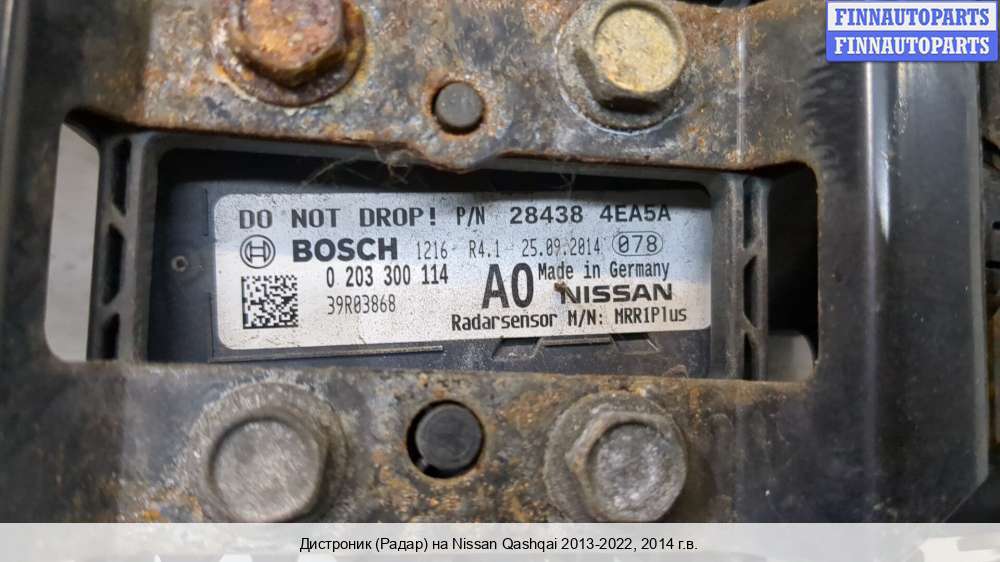 FINNAUTOPARTS
FINNAUTOPARTS
DO NOT DROP! P/N 28438 4EA5A
BOSCH 1216 R4.1 25.09.2014 078
0 203 300 114 A0 Made in Germany
39R03868 NISSAN
Radarsensor M/N: MRR1Plus
Дистроник (Радар) на Nissan Qashqai 2013-2022, 2014 г.в.